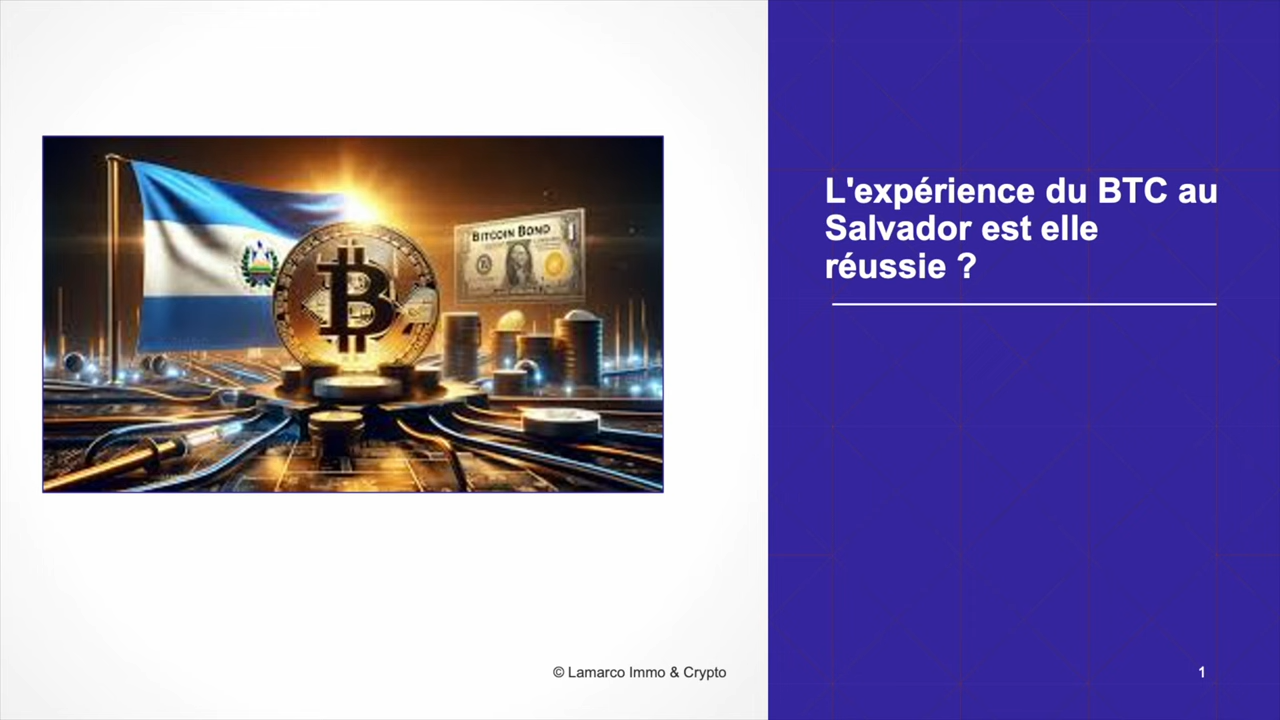 BITCOIN BOND
L'expérience du BTC au
Salvador est elle
réussie ?
© Lamarco Immo & Crypto
1